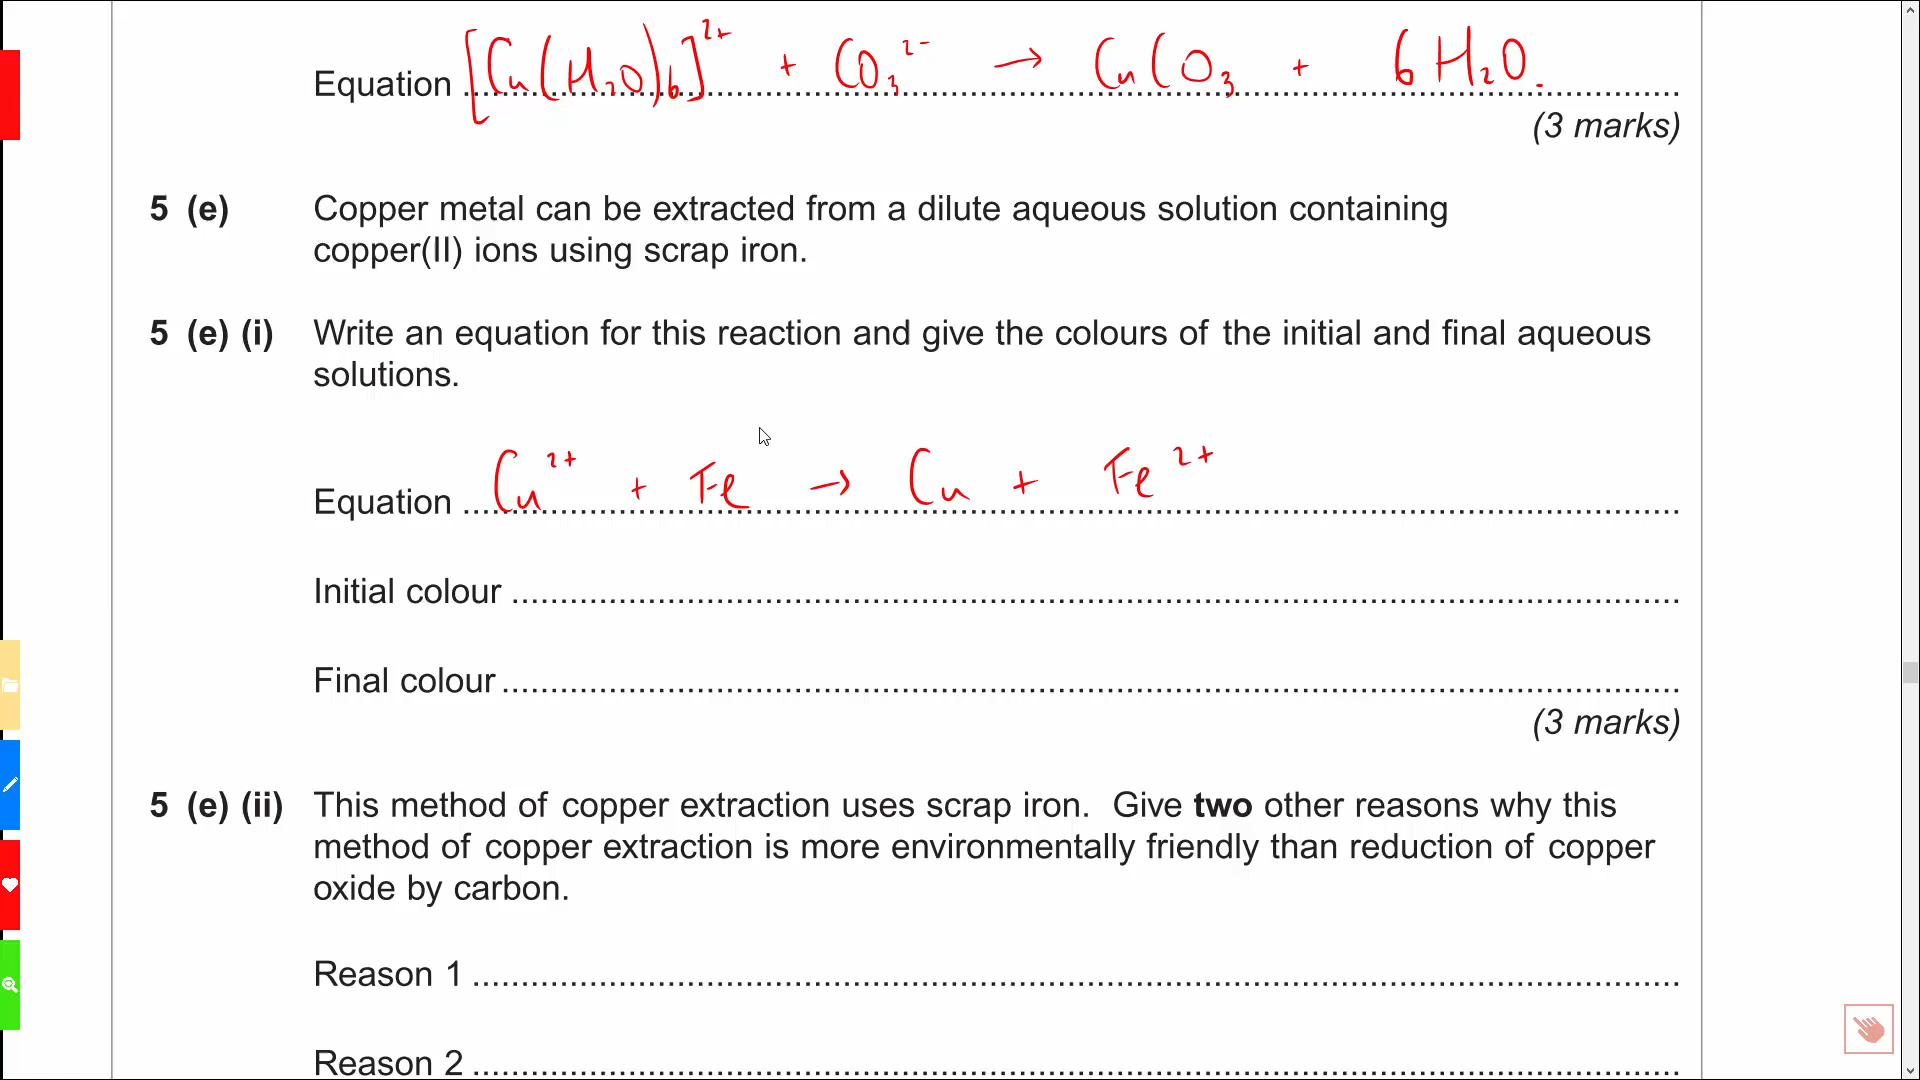 Equation [Cu(H₂O)₆]²⁺ + CO₃²⁻ → CuCO₃ + 6H₂O.
(3 marks)
5 (e) Copper metal can be extracted from a dilute aqueous solution containing
copper(II) ions using scrap iron.
5 (e) (i) Write an equation for this reaction and give the colours of the initial and final aqueous
solutions.
Equation Cu²⁺ + Fe → Cu + Fe²⁺
Initial colour
Final colour
(3 marks)
5 (e) (ii) This method of copper extraction uses scrap iron. Give two other reasons why this
method of copper extraction is more environmentally friendly than reduction of copper
oxide by carbon.
Reason 1
Reason 2